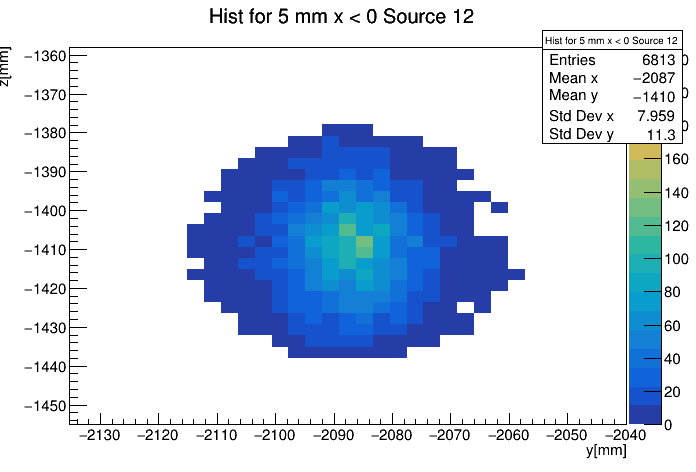 Hist for 5 mm x < 0 Source 12
Hist for 5 mm x < 0 Source 12
Entries 6813
Mean x −2087
Mean y −1410
Std Dev x 7.959
Std Dev y 11.3
z[mm]
−1360
−1370
−1380
−1390
−1400
−1410
−1420
−1430
−1440
−1450
−2130 −2120 −2110 −2100 −2090 −2080 −2070 −2060 −2050 −2040
y[mm]
160
140
120
100
80
60
40
20
0